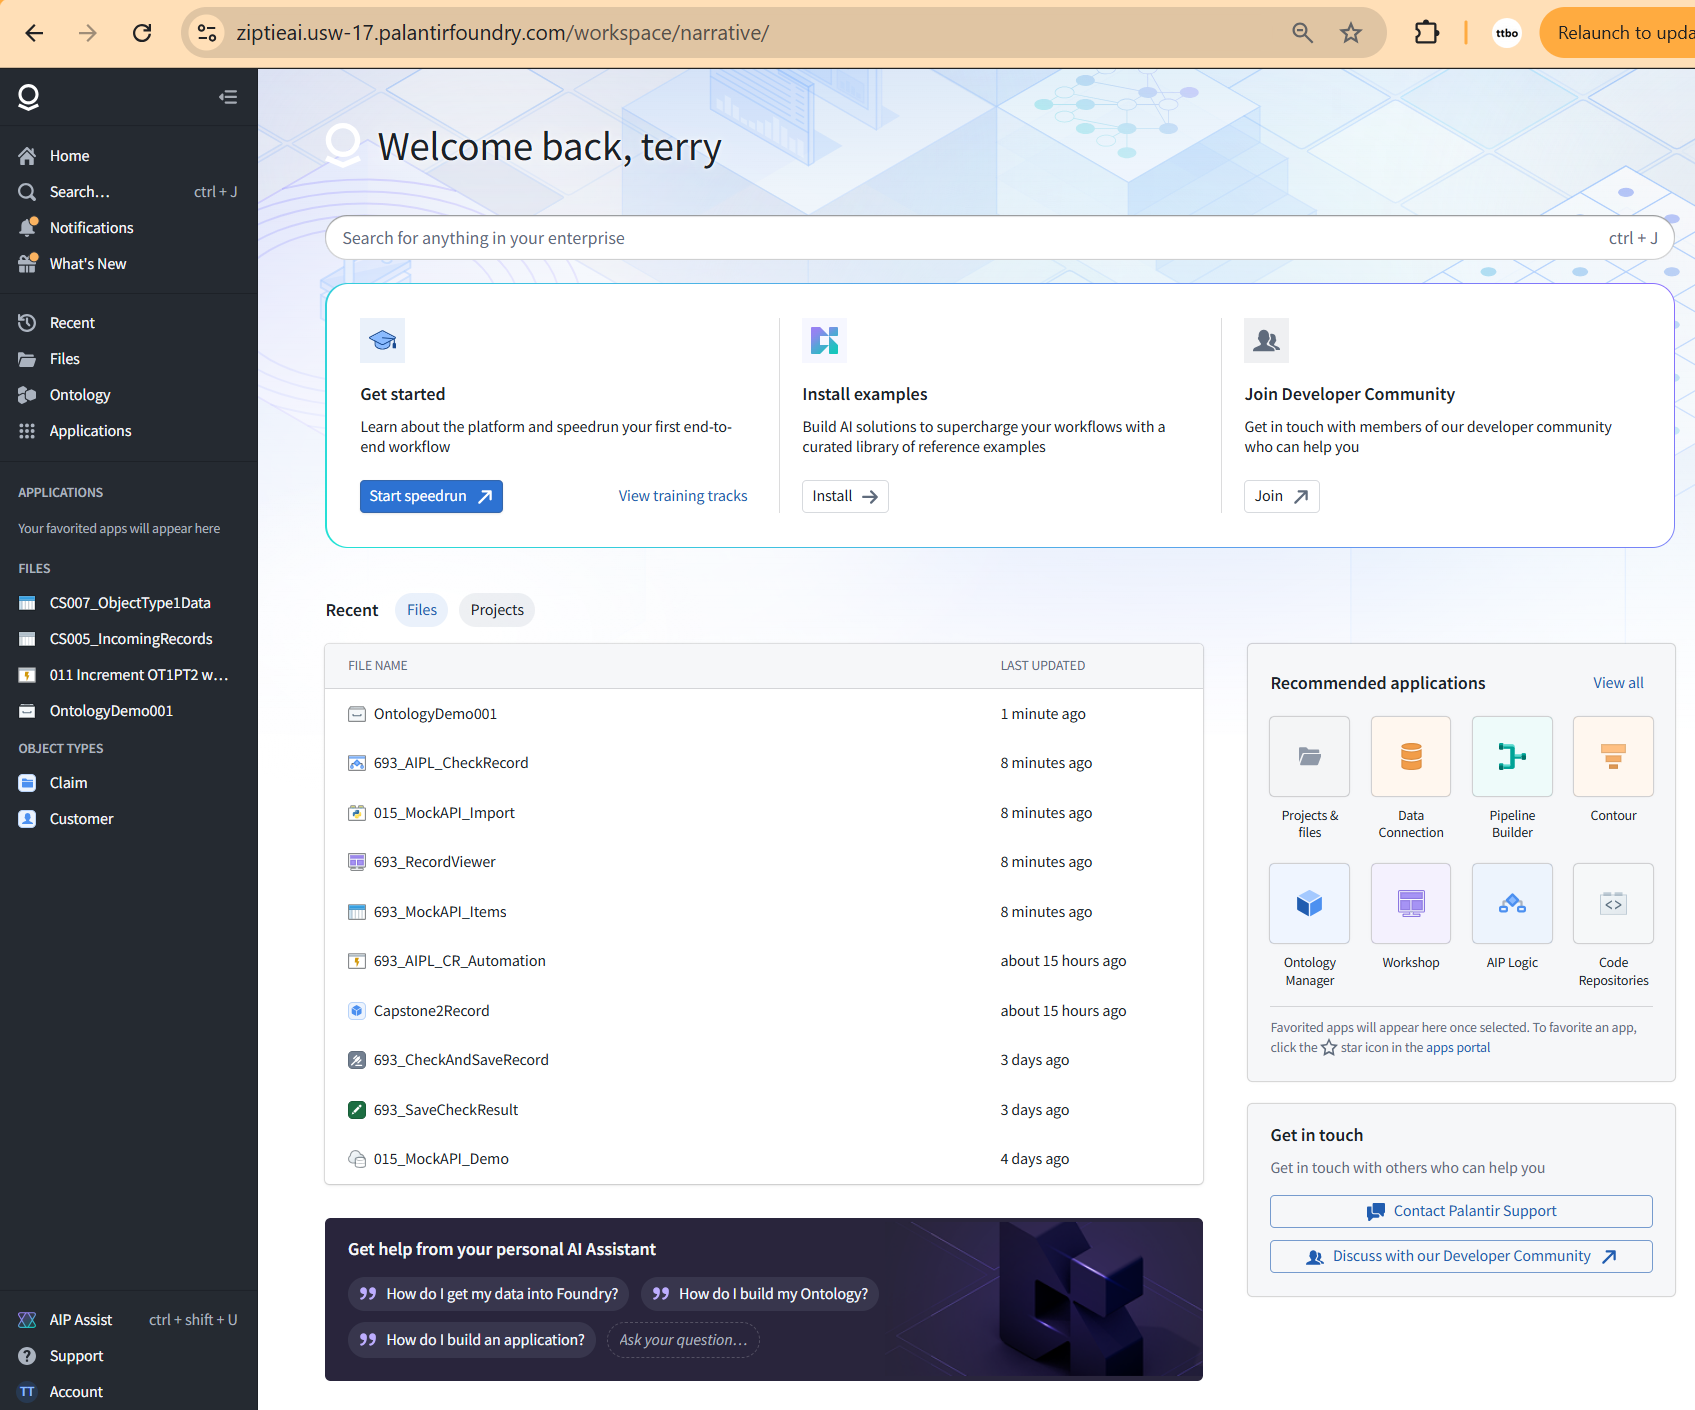 ziptieai.usw-17.palantirfoundry.com/workspace/narrative/
ttbo
Relaunch to upda
Home
Search…
ctrl + J
Notifications
What's New
Recent
Files
Ontology
Applications
APPLICATIONS
Your favorited apps will appear here
FILES
CS007_ObjectType1Data
CS005_IncomingRecords
011 Increment OT1PT2 w…
OntologyDemo001
OBJECT TYPES
Claim
Customer
AIP Assist
ctrl + shift + U
Support
TT
Account
Welcome back, terry
Search for anything in your enterprise
ctrl + J
Get started
Learn about the platform and speedrun your first end-to-
end workflow
Start speedrun
View training tracks
Install examples
Build AI solutions to supercharge your workflows with a
curated library of reference examples
Install
Join Developer Community
Get in touch with members of our developer community
who can help you
Join
Recent
Files
Projects
FILE NAME
LAST UPDATED
OntologyDemo001
1 minute ago
693_AIPL_CheckRecord
8 minutes ago
015_MockAPI_Import
8 minutes ago
693_RecordViewer
8 minutes ago
693_MockAPI_Items
8 minutes ago
693_AIPL_CR_Automation
about 15 hours ago
Capstone2Record
about 15 hours ago
693_CheckAndSaveRecord
3 days ago
693_SaveCheckResult
3 days ago
015_MockAPI_Demo
4 days ago
Get help from your personal AI Assistant
How do I get my data into Foundry?
How do I build my Ontology?
How do I build an application?
Ask your question…
Recommended applications
View all
Projects &
files
Data
Connection
Pipeline
Builder
Contour
Ontology
Manager
Workshop
AIP Logic
Code
Repositories
Favorited apps will appear here once selected. To favorite an app,
click the star icon in the apps portal
Get in touch
Get in touch with others who can help you
Contact Palantir Support
Discuss with our Developer Community